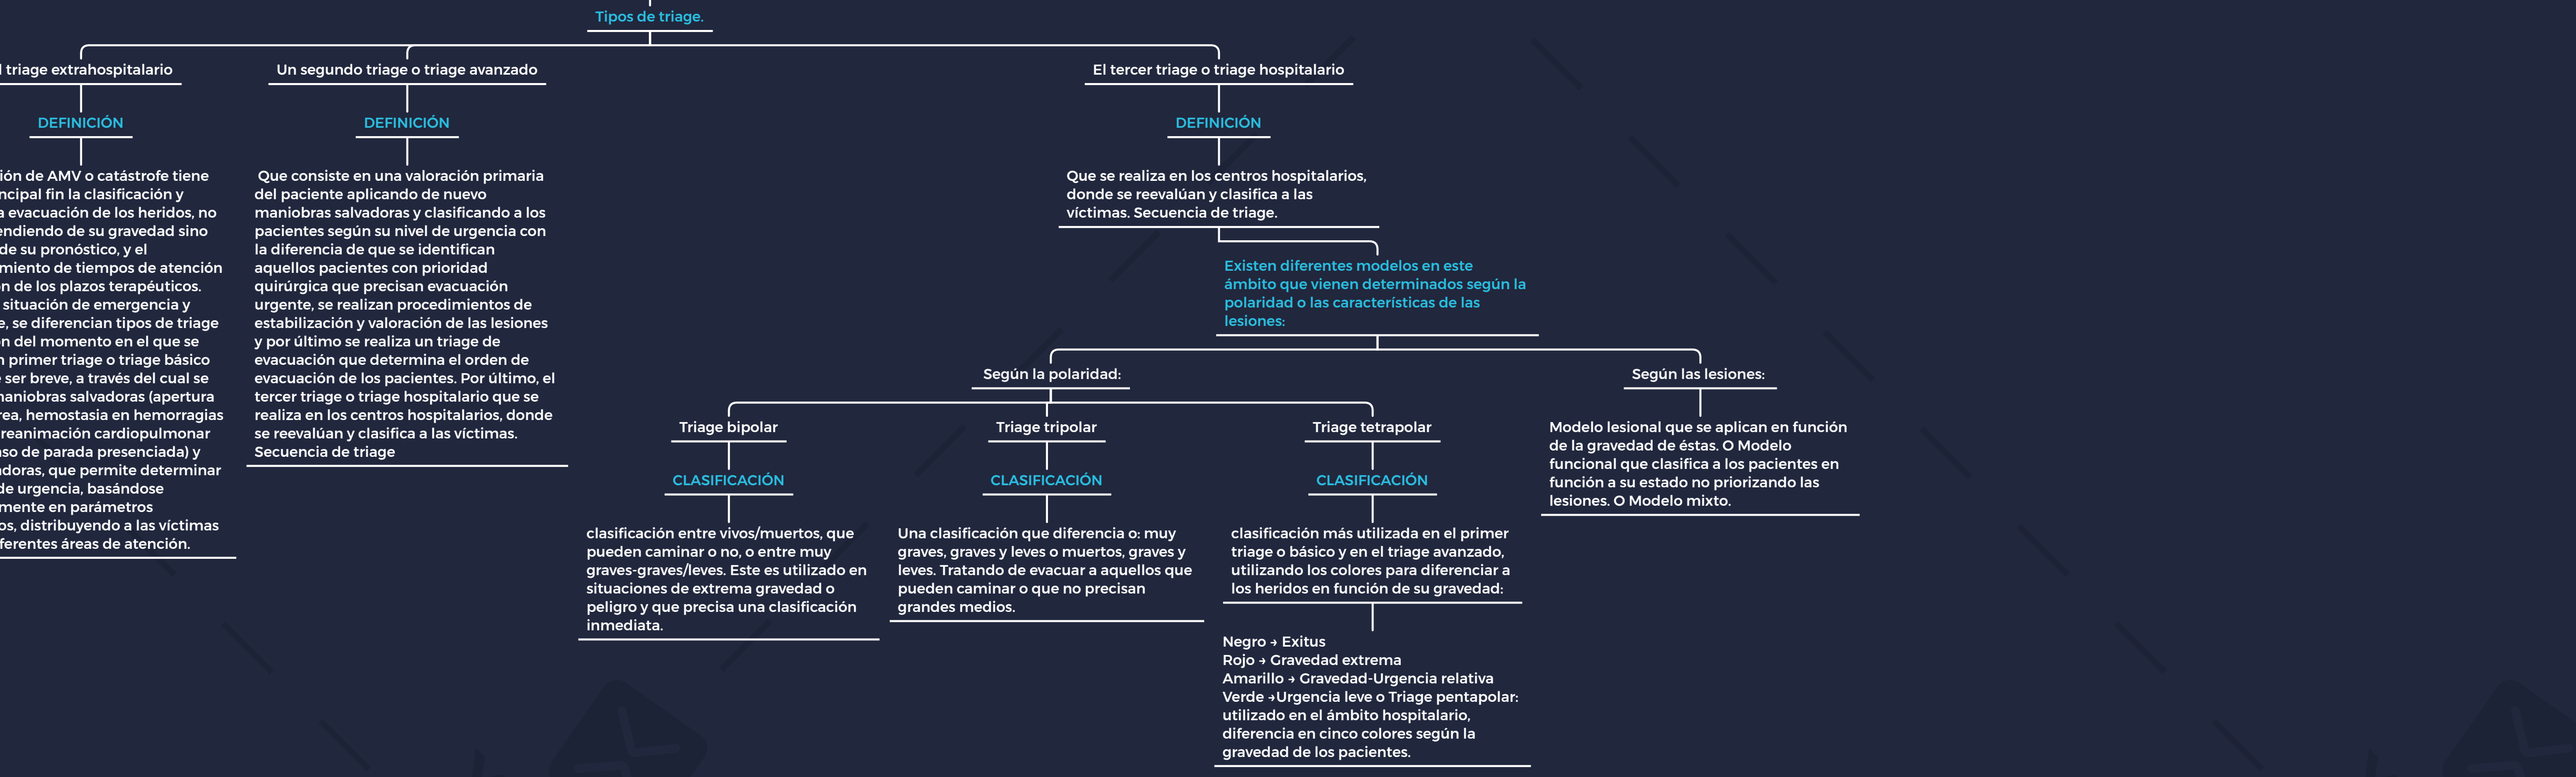 Tipos de triage.
l triage extrahospitalario
DEFINICIÓN
ión de AMV o catástrofe tiene
ncipal fin la clasificación y
a evacuación de los heridos, no
endiendo de su gravedad sino
de su pronóstico, y el
miento de tiempos de atención
ón de los plazos terapéuticos.
situación de emergencia y
e, se diferencian tipos de triage
ón del momento en el que se
n primer triage o triage básico
e ser breve, a través del cual se
maniobras salvadoras (apertura
rea, hemostasia en hemorragias
reanimación cardiopulmonar
aso de parada presenciada) y
adoras, que permite determinar
de urgencia, basándose
mente en parámetros
os, distribuyendo a las víctimas
ferentes áreas de atención.
Un segundo triage o triage avanzado
DEFINICIÓN
Que consiste en una valoración primaria
del paciente aplicando de nuevo
maniobras salvadoras y clasificando a los
pacientes según su nivel de urgencia con
la diferencia de que se identifican
aquellos pacientes con prioridad
quirúrgica que precisan evacuación
urgente, se realizan procedimientos de
estabilización y valoración de las lesiones
y por último se realiza un triage de
evacuación que determina el orden de
evacuación de los pacientes. Por último, el
tercer triage o triage hospitalario que se
realiza en los centros hospitalarios, donde
se reevalúan y clasifica a las víctimas.
Secuencia de triage
El tercer triage o triage hospitalario
DEFINICIÓN
Que se realiza en los centros hospitalarios,
donde se reevalúan y clasifica a las
víctimas. Secuencia de triage.
Existen diferentes modelos en este
ámbito que vienen determinados según la
polaridad o las características de las
lesiones:
Según la polaridad:
Triage bipolar
CLASIFICACIÓN
clasificación entre vivos/muertos, que
pueden caminar o no, o entre muy
graves-graves/leves. Este es utilizado en
situaciones de extrema gravedad o
peligro y que precisa una clasificación
inmediata.
Triage tripolar
CLASIFICACIÓN
Una clasificación que diferencia o: muy
graves, graves y leves o muertos, graves y
leves. Tratando de evacuar a aquellos que
pueden caminar o que no precisan
grandes medios.
Triage tetrapolar
CLASIFICACIÓN
clasificación más utilizada en el primer
triage o básico y en el triage avanzado,
utilizando los colores para diferenciar a
los heridos en función de su gravedad:
Negro → Exitus
Rojo → Gravedad extrema
Amarillo → Gravedad-Urgencia relativa
Verde →Urgencia leve o Triage pentapolar:
utilizado en el ámbito hospitalario,
diferencia en cinco colores según la
gravedad de los pacientes.
Según las lesiones:
Modelo lesional que se aplican en función
de la gravedad de éstas. O Modelo
funcional que clasifica a los pacientes en
función a su estado no priorizando las
lesiones. O Modelo mixto.